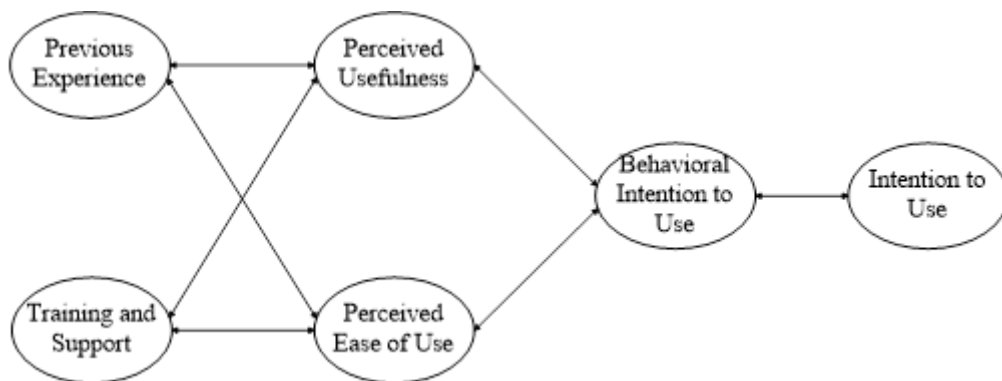 Previous
Experience
Perceived
Usefulness
Behavioral
Intention to
Use
Intention to
Use
Training and
Support
Perceived
Ease of Use